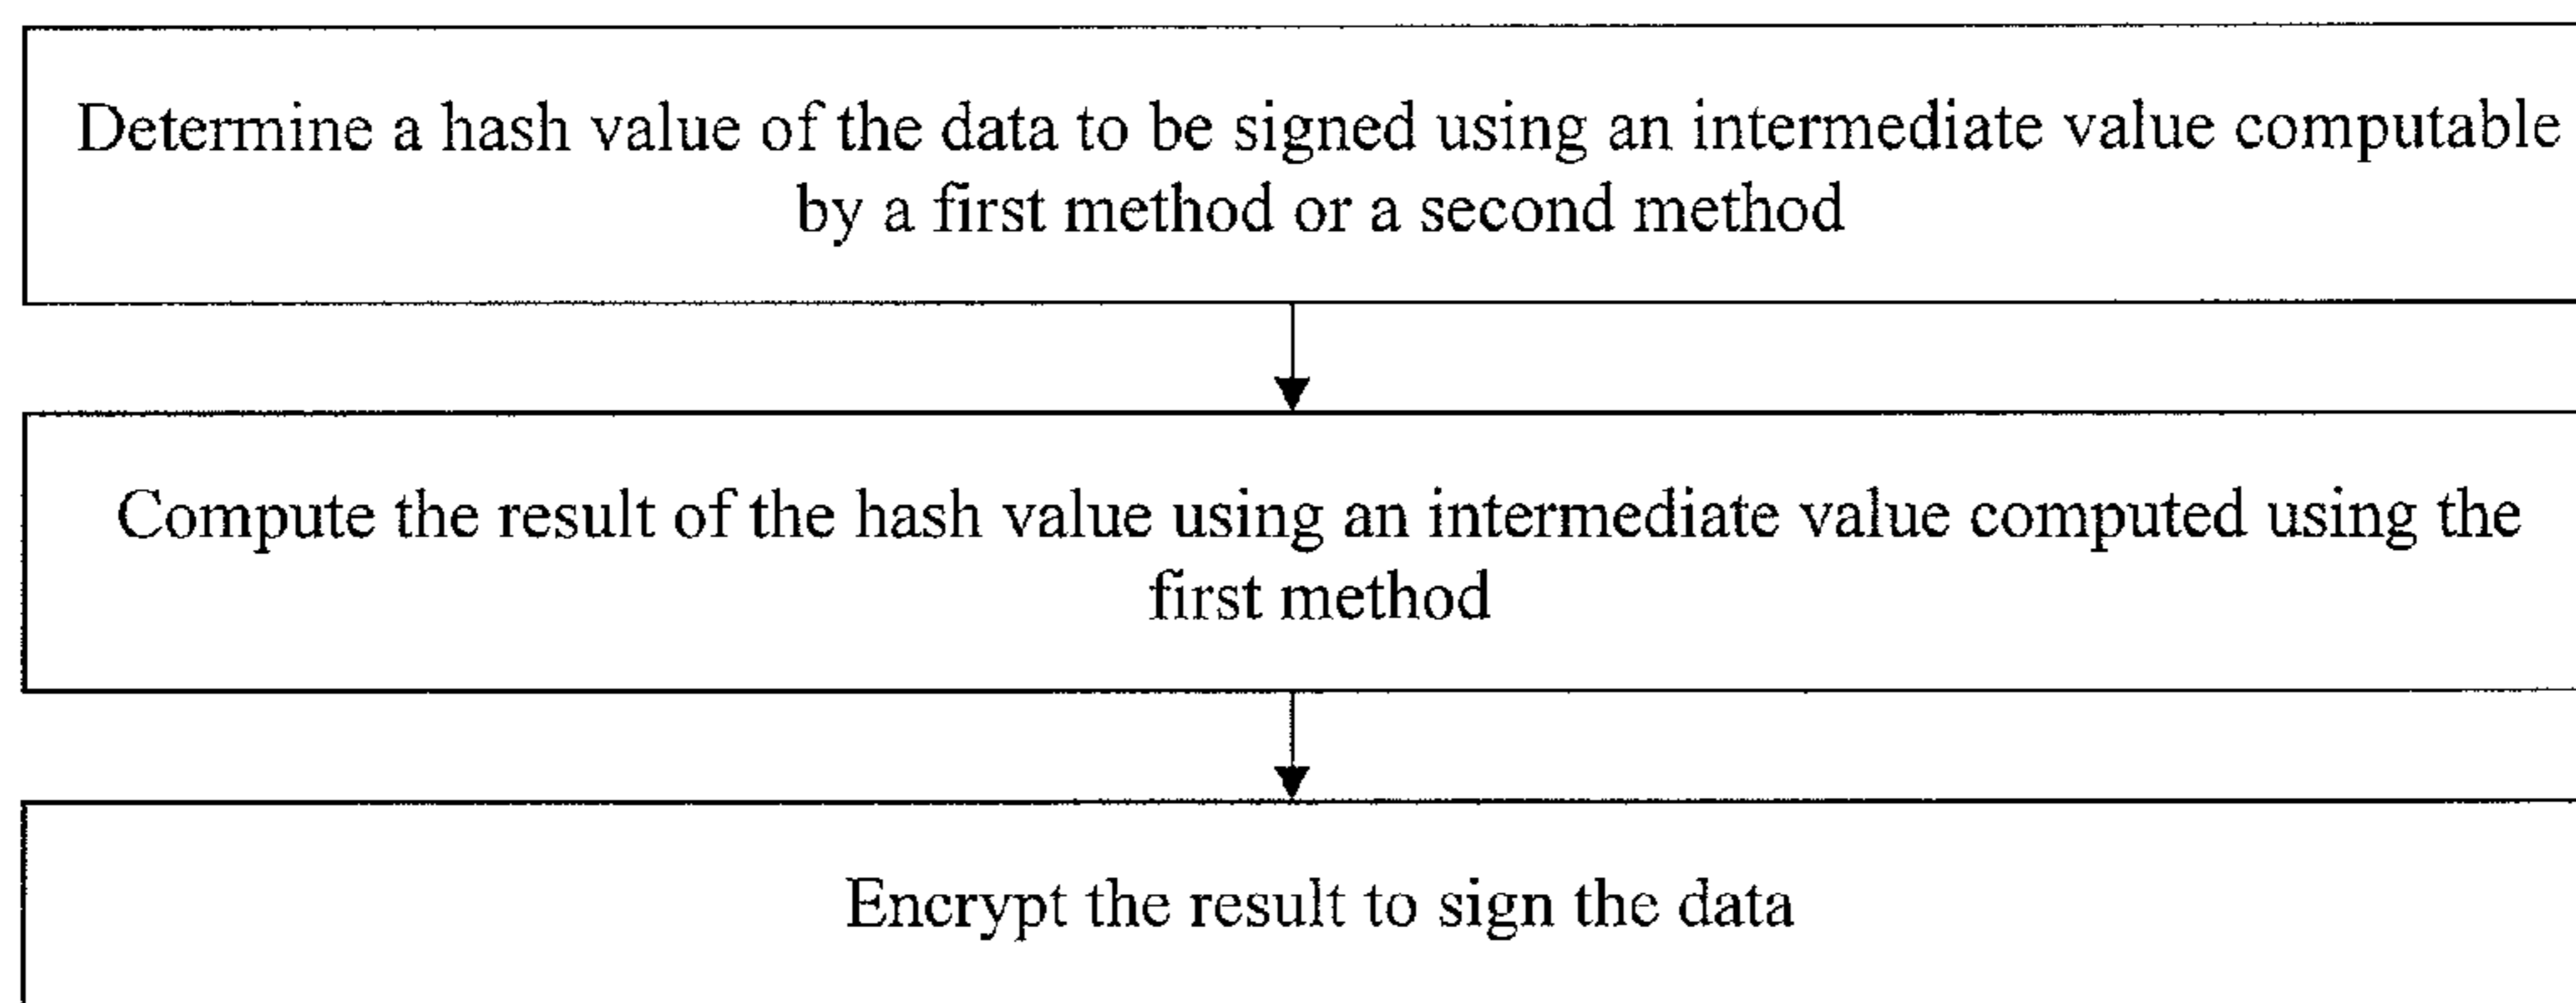 Determine a hash value of the data to be signed using an intermediate value computable
by a first method or a second method
Compute the result of the hash value using an intermediate value computed using the
first method
Encrypt the result to sign the data